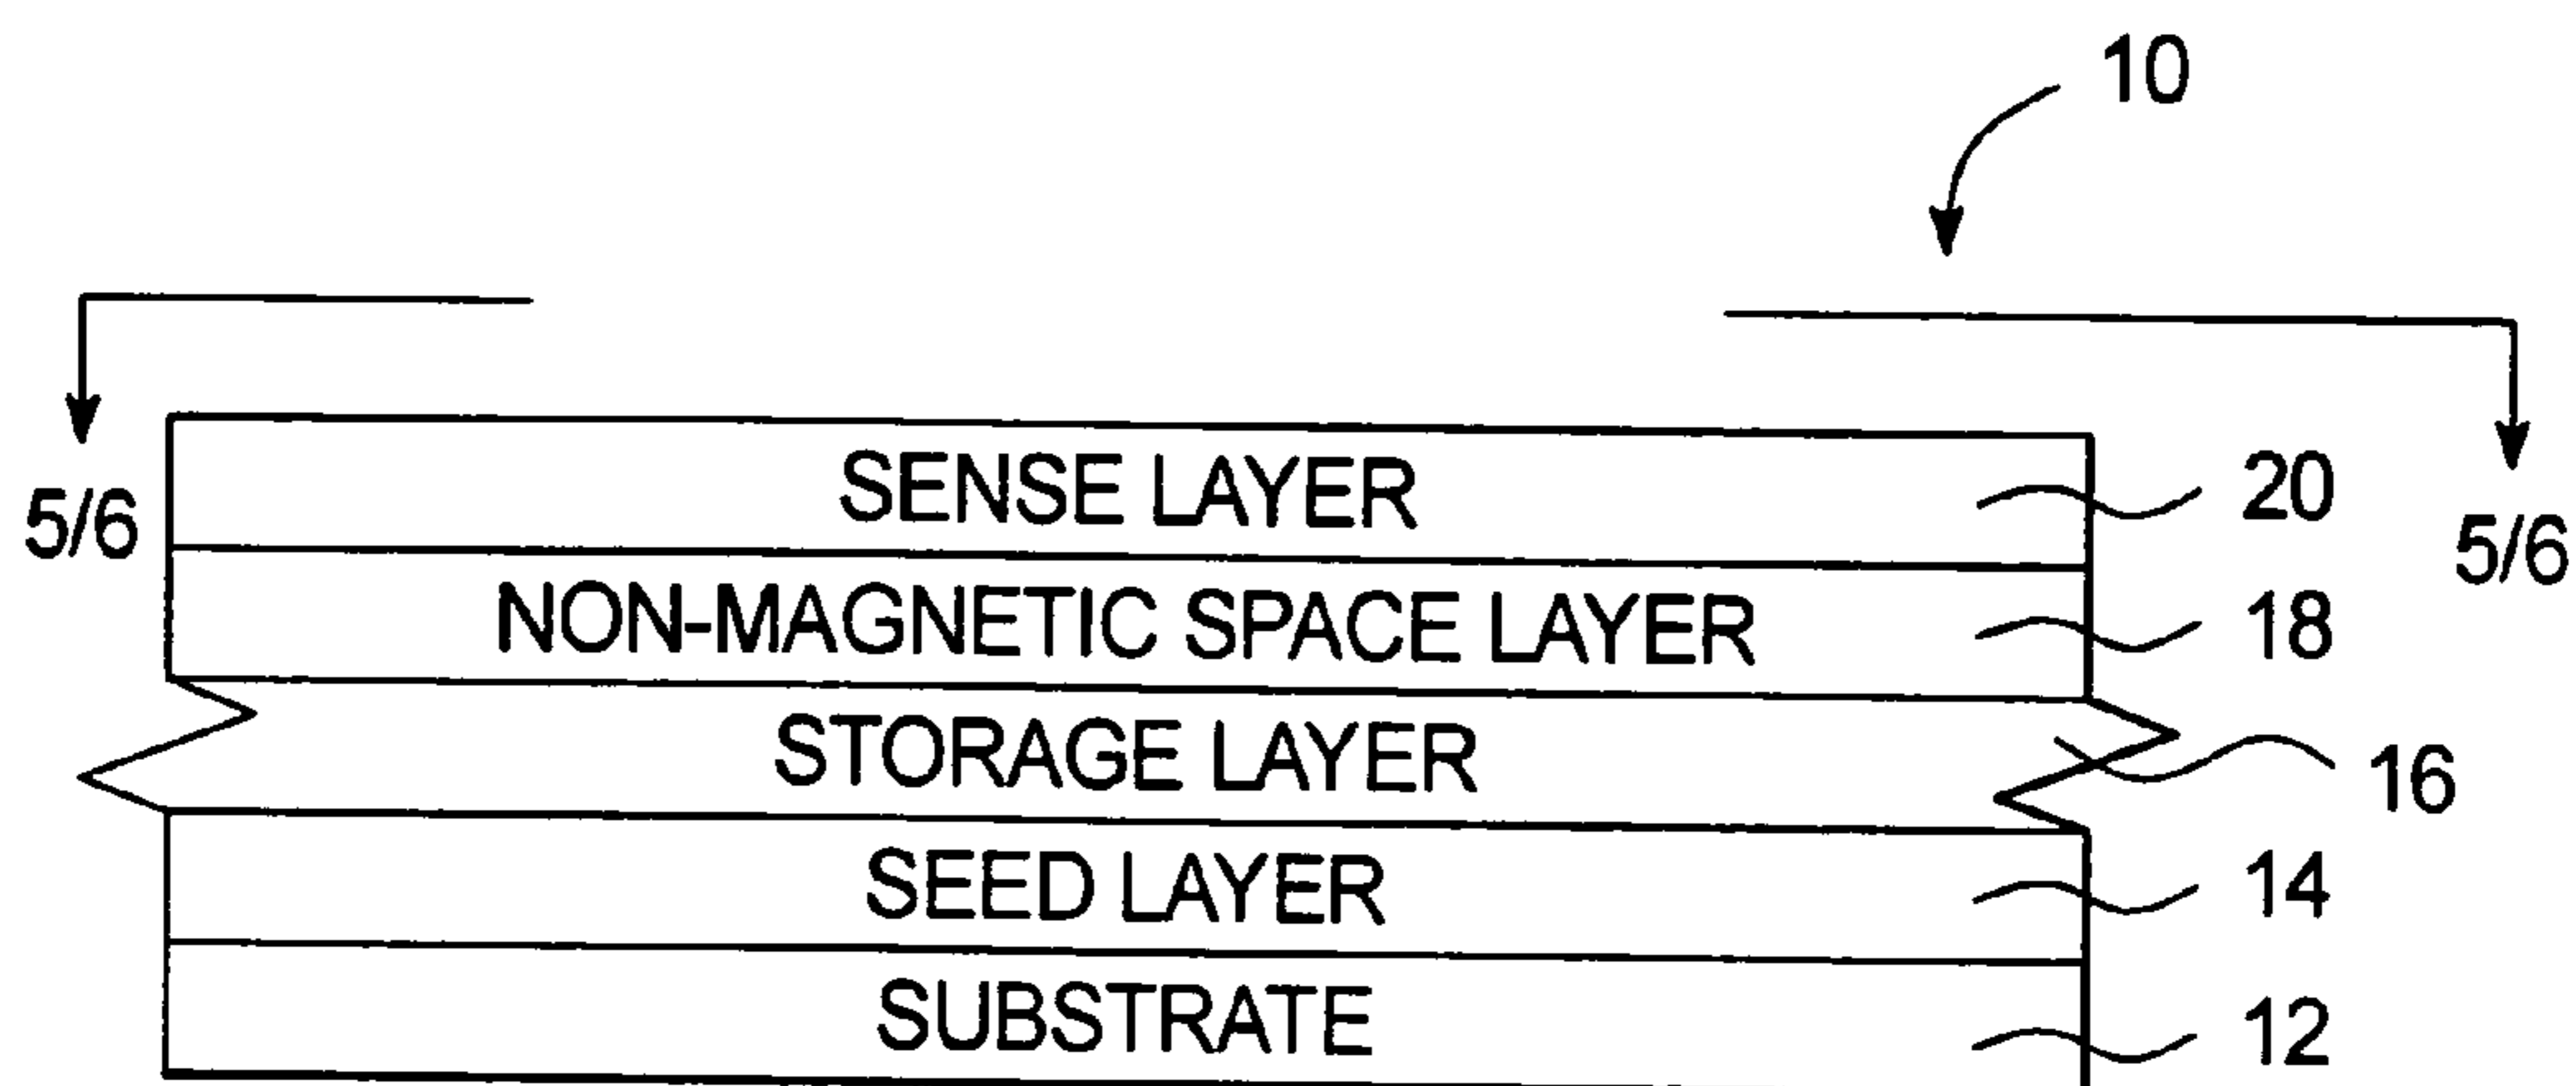 10
SENSE LAYER 20
5/6 5/6
NON-MAGNETIC SPACE LAYER 18
STORAGE LAYER 16
SEED LAYER 14
SUBSTRATE 12